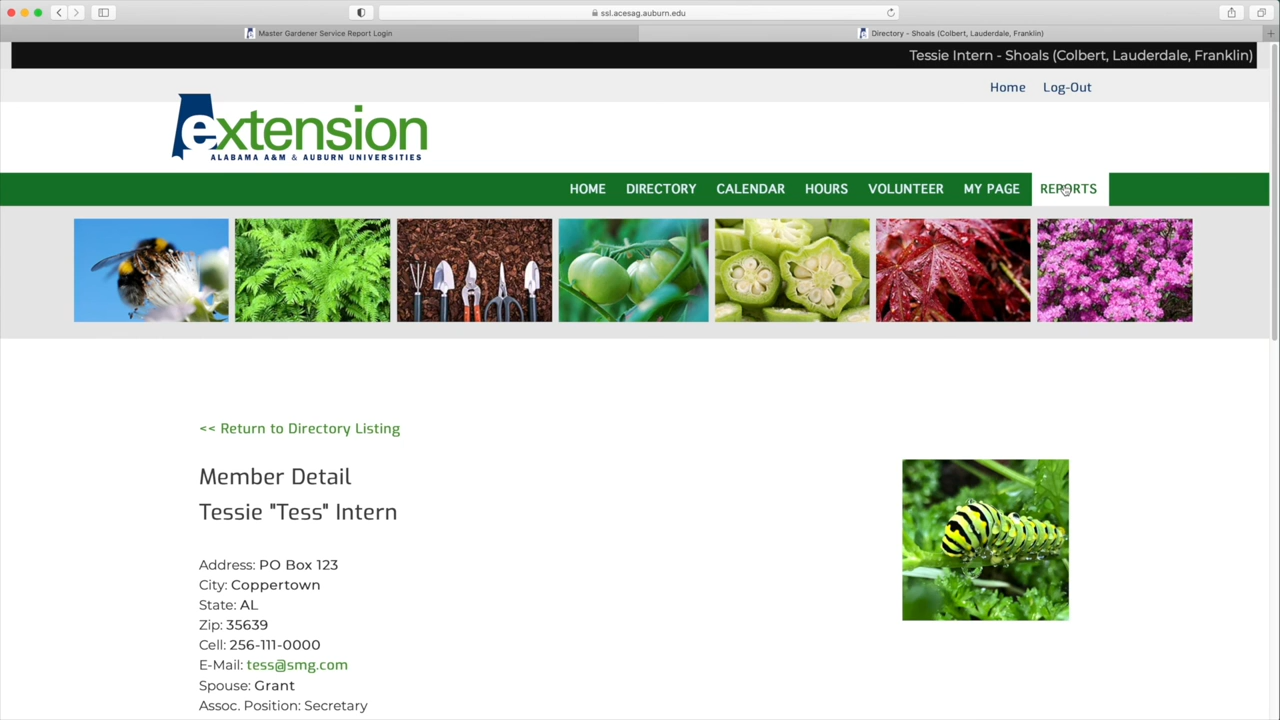 ssl.acesag.auburn.edu
Master Gardener Service Report Login
Directory - Shoals (Colbert, Lauderdale, Franklin)
Tessie Intern - Shoals (Colbert, Lauderdale, Franklin)
Home Log-Out
extension
ALABAMA A&M & AUBURN UNIVERSITIES
HOME DIRECTORY CALENDAR HOURS VOLUNTEER MY PAGE REPORTS
<< Return to Directory Listing
Member Detail
Tessie "Tess" Intern
Address: PO Box 123
City: Coppertown
State: AL
Zip: 35639
Cell: 256-111-0000
E-Mail: tess@smg.com
Spouse: Grant
Assoc. Position: Secretary